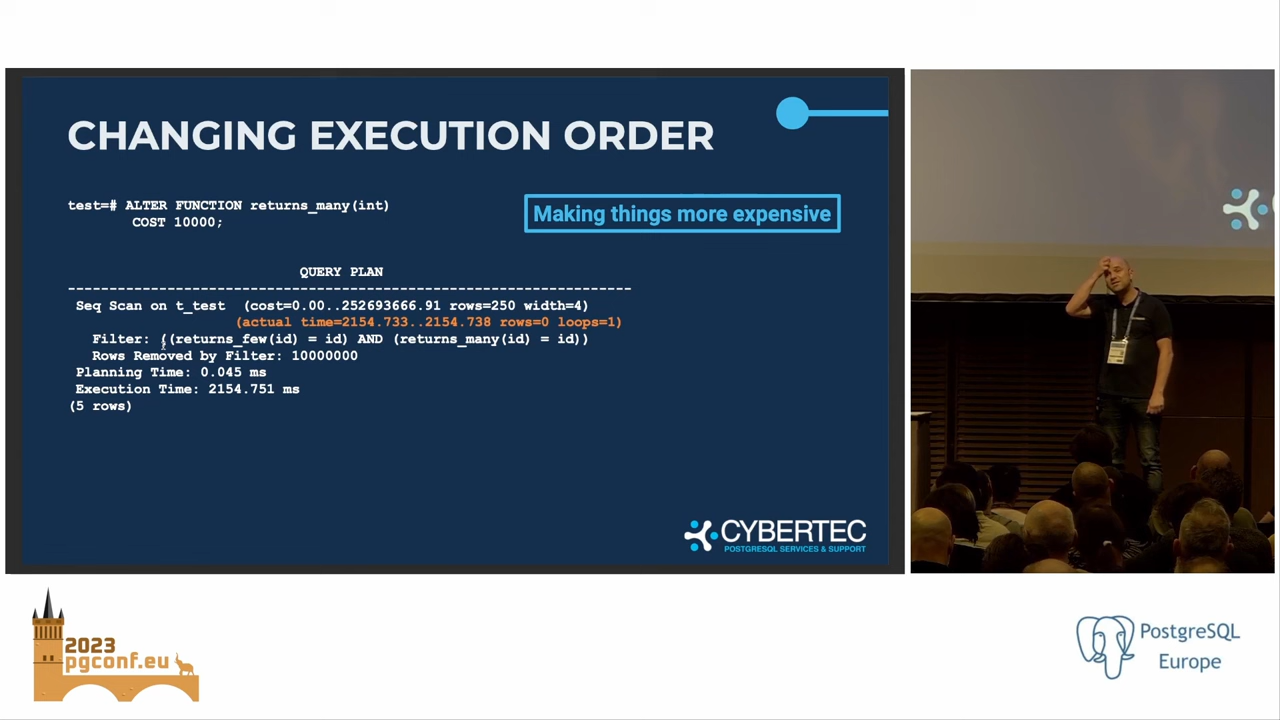 CHANGING EXECUTION ORDER
test=# ALTER FUNCTION returns_many(int)
COST 10000;
Making things more expensive
QUERY PLAN
---------------------------------------------------------------------
Seq Scan on t_test (cost=0.00..252693666.91 rows=250 width=4)
(actual time=2154.733..2154.738 rows=0 loops=1)
Filter: ((returns_few(id) = id) AND (returns_many(id) = id))
Rows Removed by Filter: 10000000
Planning Time: 0.045 ms
Execution Time: 2154.751 ms
(5 rows)
CYBERTEC
POSTGRESQL SERVICES & SUPPORT
2023
pgconf.eu
PostgreSQL
Europe